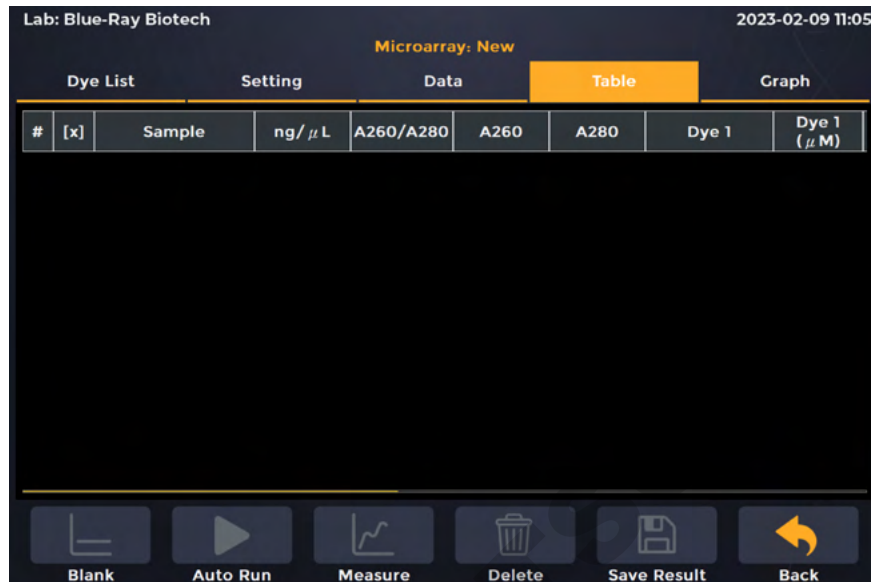 Lab: Blue-Ray Biotech 2023-02-09 11:05
Microarray: New
Dye List Setting Data Table Graph
# [x] Sample ng/μL A260/A280 A260 A280 Dye 1 Dye 1 (μM)
Blank Auto Run Measure Delete Save Result Back